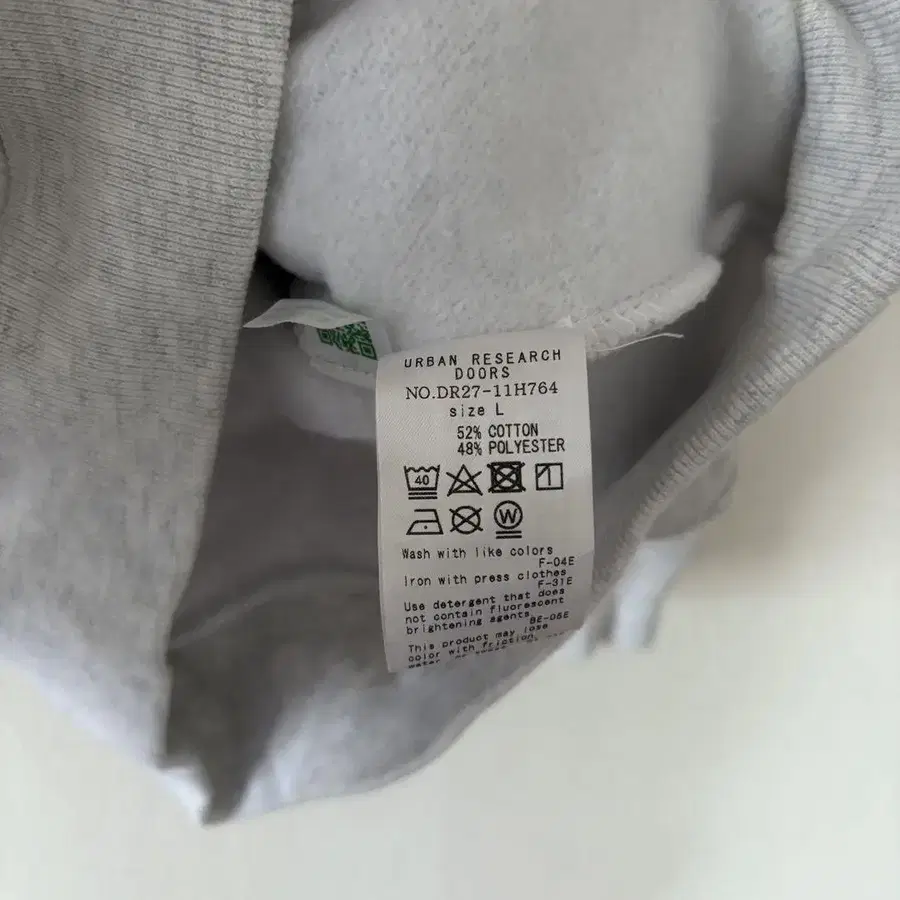 URBAN RESEARCH
DOORS
NO.DR27-11H764
size L
52% COTTON
48% POLYESTER
40
W
Wash with like colors
F-04E
Iron with press clothes
F-31E
Use detergent that does
not contain fluorescent
brightening agents.
BE-06E
This product may lose
color with friction,